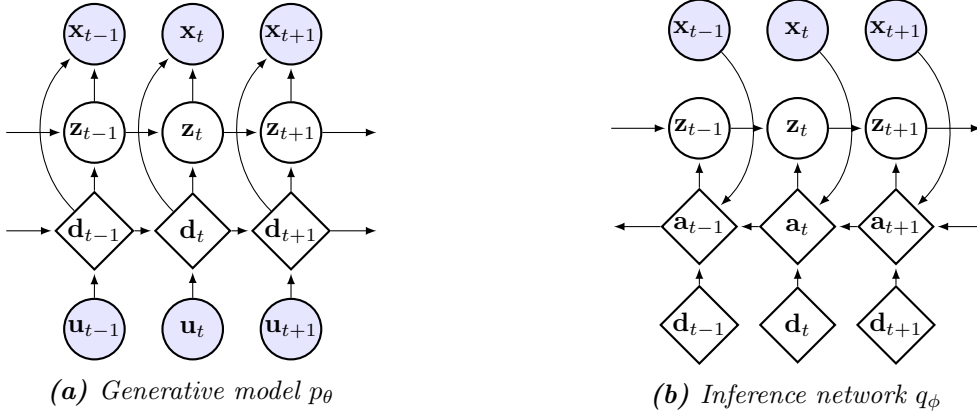 x_{t−1} x_t x_{t+1} x_{t−1} x_t x_{t+1}
z_{t−1} z_t z_{t+1} z_{t−1} z_t z_{t+1}
d_{t−1} d_t d_{t+1} a_{t−1} a_t a_{t+1}
u_{t−1} u_t u_{t+1} d_{t−1} d_t d_{t+1}
(a) Generative model p_θ
(b) Inference network q_ϕ